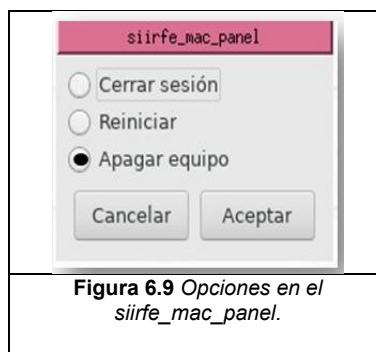 siirfe_mac_panel
Cerrar sesión
Reiniciar
Apagar equipo
Cancelar Aceptar
Figura 6.9 Opciones en el
siirfe_mac_panel.